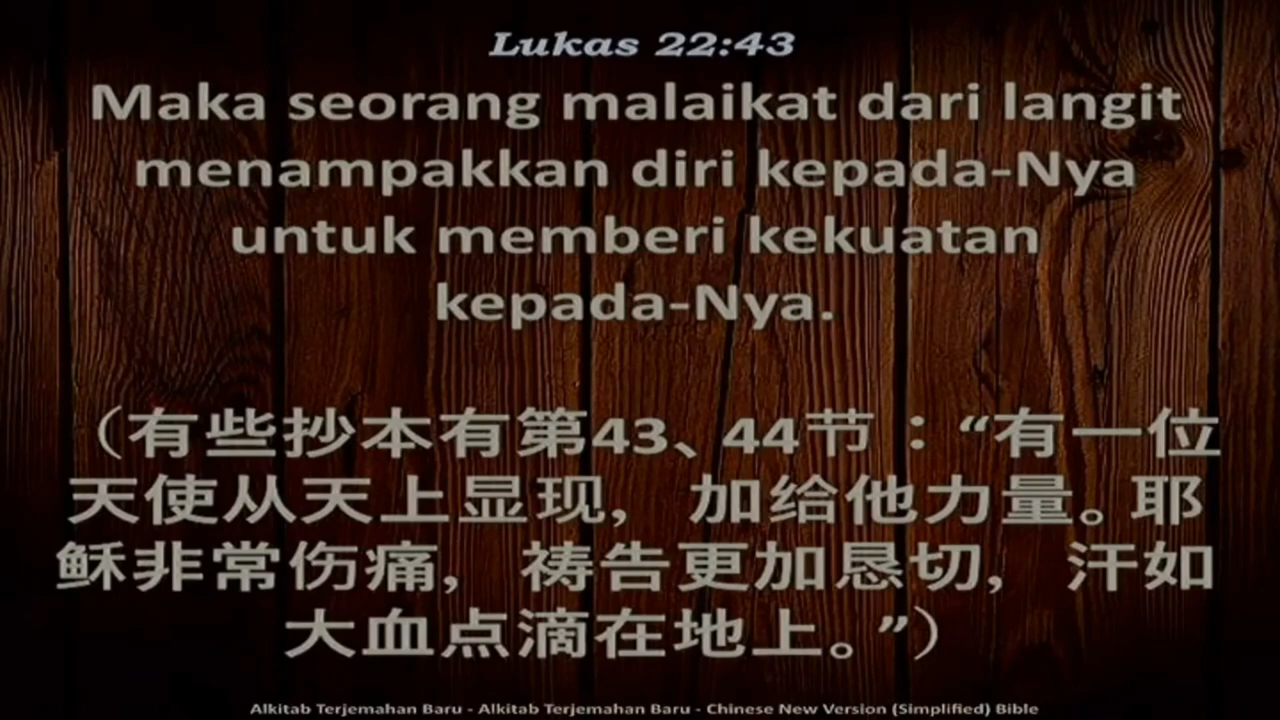 Lukas 22:43
Maka seorang malaikat dari langit
menampakkan diri kepada-Nya
untuk memberi kekuatan
kepada-Nya.
（有些抄本有第43、44节：“有一位
天使从天上显现，加给他力量。耶
稣非常伤痛，祷告更加恳切，汗如
大血点滴在地上。”）
Alkitab Terjemahan Baru - Alkitab Terjemahan Baru - Chinese New Version (Simplified) Bible